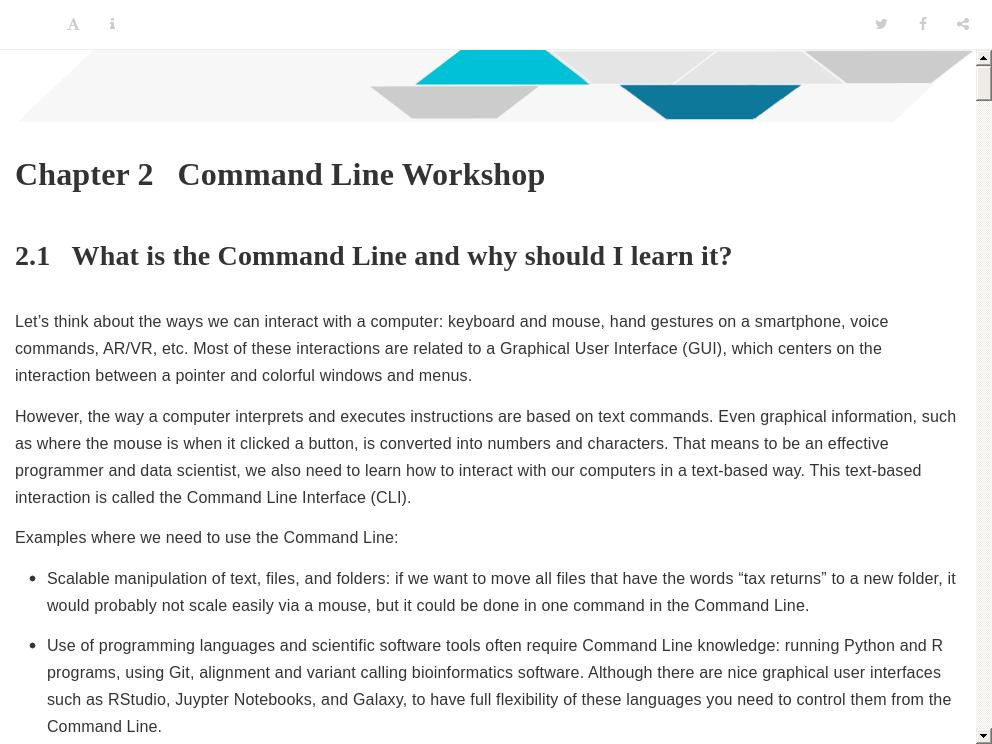 Chapter 2 Command Line Workshop
2.1 What is the Command Line and why should I learn it?
Let’s think about the ways we can interact with a computer: keyboard and mouse, hand gestures on a smartphone, voice
commands, AR/VR, etc. Most of these interactions are related to a Graphical User Interface (GUI), which centers on the
interaction between a pointer and colorful windows and menus.
However, the way a computer interprets and executes instructions are based on text commands. Even graphical information, such
as where the mouse is when it clicked a button, is converted into numbers and characters. That means to be an effective
programmer and data scientist, we also need to learn how to interact with our computers in a text-based way. This text-based
interaction is called the Command Line Interface (CLI).
Examples where we need to use the Command Line:
• Scalable manipulation of text, files, and folders: if we want to move all files that have the words “tax returns” to a new folder, it
would probably not scale easily via a mouse, but it could be done in one command in the Command Line.
• Use of programming languages and scientific software tools often require Command Line knowledge: running Python and R
programs, using Git, alignment and variant calling bioinformatics software. Although there are nice graphical user interfaces
such as RStudio, Juypter Notebooks, and Galaxy, to have full flexibility of these languages you need to control them from the
Command Line.